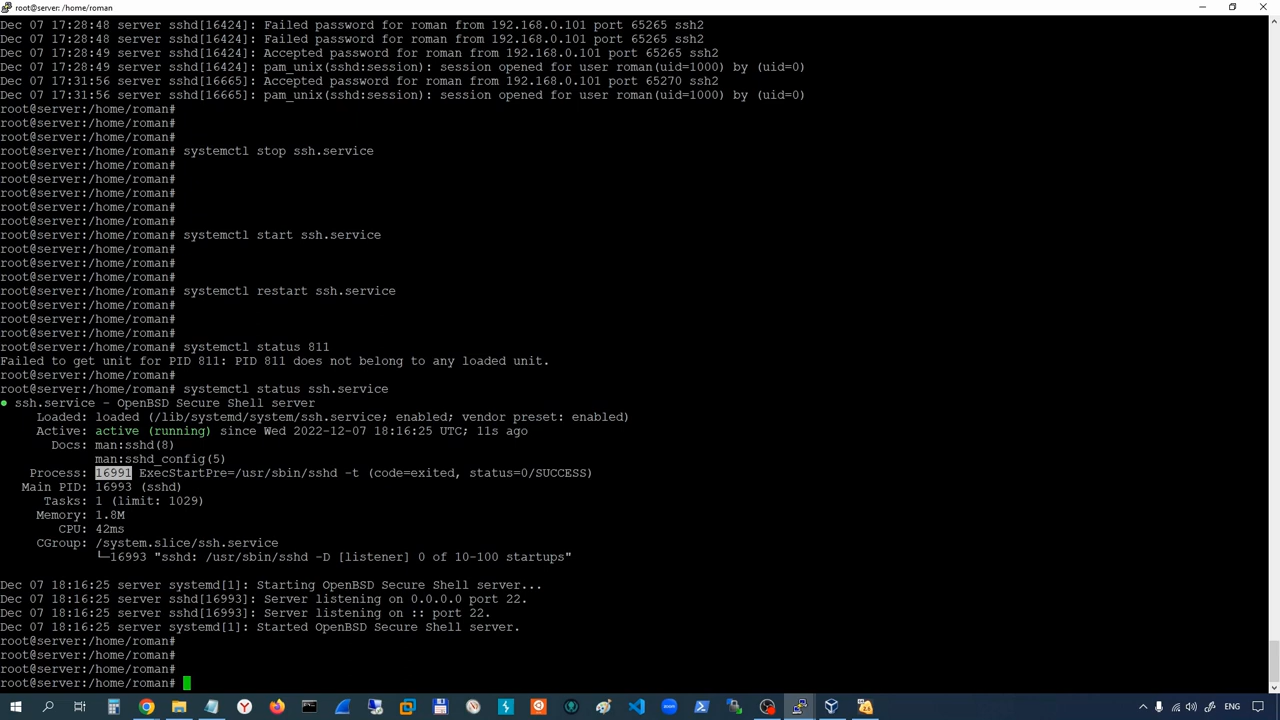 root@server: /home/roman
Dec 07 17:28:48 server sshd[16424]: Failed password for roman from 192.168.0.101 port 65265 ssh2
Dec 07 17:28:48 server sshd[16424]: Failed password for roman from 192.168.0.101 port 65265 ssh2
Dec 07 17:28:49 server sshd[16424]: Accepted password for roman from 192.168.0.101 port 65265 ssh2
Dec 07 17:28:49 server sshd[16424]: pam_unix(sshd:session): session opened for user roman(uid=1000) by (uid=0)
Dec 07 17:31:56 server sshd[16665]: Accepted password for roman from 192.168.0.101 port 65270 ssh2
Dec 07 17:31:56 server sshd[16665]: pam_unix(sshd:session): session opened for user roman(uid=1000) by (uid=0)
root@server:/home/roman#
root@server:/home/roman#
root@server:/home/roman#
root@server:/home/roman# systemctl stop ssh.service
root@server:/home/roman#
root@server:/home/roman#
root@server:/home/roman#
root@server:/home/roman#
root@server:/home/roman#
root@server:/home/roman# systemctl start ssh.service
root@server:/home/roman#
root@server:/home/roman#
root@server:/home/roman#
root@server:/home/roman# systemctl restart ssh.service
root@server:/home/roman#
root@server:/home/roman#
root@server:/home/roman#
root@server:/home/roman# systemctl status 811
Failed to get unit for PID 811: PID 811 does not belong to any loaded unit.
root@server:/home/roman#
root@server:/home/roman# systemctl status ssh.service
● ssh.service - OpenBSD Secure Shell server
Loaded: loaded (/lib/systemd/system/ssh.service; enabled; vendor preset: enabled)
Active: active (running) since Wed 2022-12-07 18:16:25 UTC; 11s ago
Docs: man:sshd(8)
man:sshd_config(5)
Process: 16991 ExecStartPre=/usr/sbin/sshd -t (code=exited, status=0/SUCCESS)
Main PID: 16993 (sshd)
Tasks: 1 (limit: 1029)
Memory: 1.8M
CPU: 42ms
CGroup: /system.slice/ssh.service
└─16993 "sshd: /usr/sbin/sshd -D [listener] 0 of 10-100 startups"
Dec 07 18:16:25 server systemd[1]: Starting OpenBSD Secure Shell server...
Dec 07 18:16:25 server sshd[16993]: Server listening on 0.0.0.0 port 22.
Dec 07 18:16:25 server sshd[16993]: Server listening on :: port 22.
Dec 07 18:16:25 server systemd[1]: Started OpenBSD Secure Shell server.
root@server:/home/roman#
root@server:/home/roman#
root@server:/home/roman#
root@server:/home/roman#
ENG